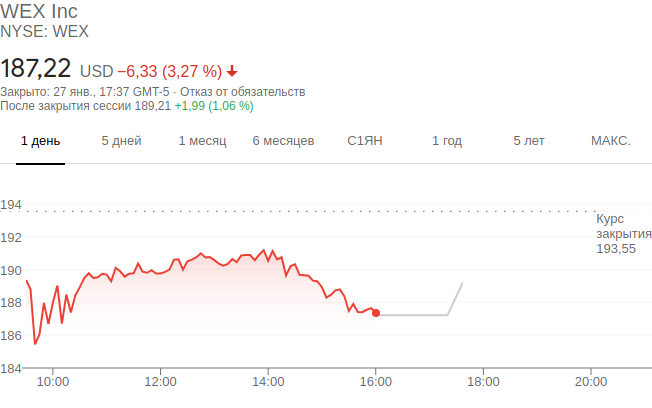 WEX Inc
NYSE: WEX
187,22 USD −6,33 (3,27 %)
Закрыто: 27 янв., 17:37 GMT-5 · Отказ от обязательств
После закрытия сессии 189,21 +1,99 (1,06 %)
1 день 5 дней 1 месяц 6 месяцев С1ЯН 1 год 5 лет МАКС.
194
Курс
закрытия
193,55
192
190
188
186
184
10:00 12:00 14:00 16:00 18:00 20:00